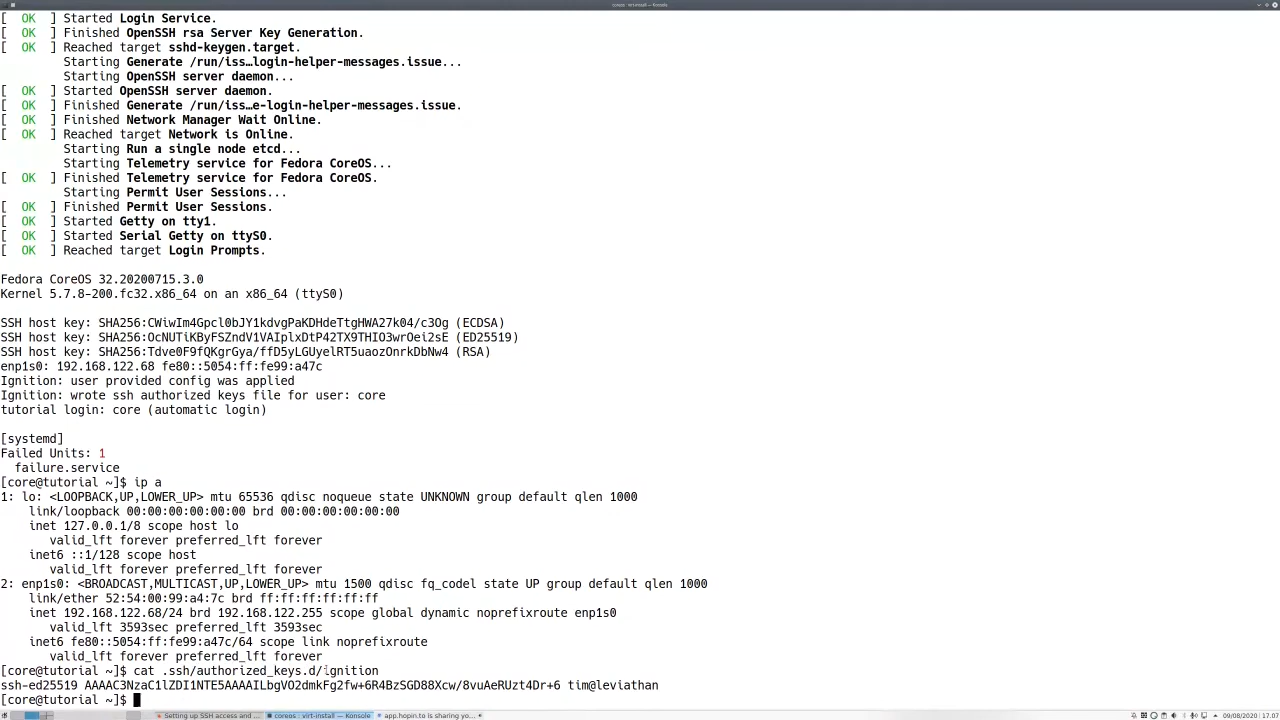 coreos : virt-install — Konsole
[  OK  ] Started Login Service.
[  OK  ] Finished OpenSSH rsa Server Key Generation.
[  OK  ] Reached target sshd-keygen.target.
Starting Generate /run/iss…login-helper-messages.issue...
Starting OpenSSH server daemon...
[  OK  ] Started OpenSSH server daemon.
[  OK  ] Finished Generate /run/iss…e-login-helper-messages.issue.
[  OK  ] Finished Network Manager Wait Online.
[  OK  ] Reached target Network is Online.
Starting Run a single node etcd...
Starting Telemetry service for Fedora CoreOS...
[  OK  ] Finished Telemetry service for Fedora CoreOS.
Starting Permit User Sessions...
[  OK  ] Finished Permit User Sessions.
[  OK  ] Started Getty on tty1.
[  OK  ] Started Serial Getty on ttyS0.
[  OK  ] Reached target Login Prompts.
Fedora CoreOS 32.20200715.3.0
Kernel 5.7.8-200.fc32.x86_64 on an x86_64 (ttyS0)
SSH host key: SHA256:CWiwIm4Gpcl0bJY1kdvgPaKDHdeTtgHWA27k04/c3Og (ECDSA)
SSH host key: SHA256:OcNUTiKByFSZndV1VAIplxDtP42TX9THIO3wrOei2sE (ED25519)
SSH host key: SHA256:Tdve0F9fQKgrGya/ffD5yLGUyelRT5uaozOnrkDbNw4 (RSA)
enp1s0: 192.168.122.68 fe80::5054:ff:fe99:a47c
Ignition: user provided config was applied
Ignition: wrote ssh authorized keys file for user: core
tutorial login: core (automatic login)
[systemd]
Failed Units: 1
failure.service
[core@tutorial ~]$ ip a
1: lo: <LOOPBACK,UP,LOWER_UP> mtu 65536 qdisc noqueue state UNKNOWN group default qlen 1000
link/loopback 00:00:00:00:00:00 brd 00:00:00:00:00:00
inet 127.0.0.1/8 scope host lo
valid_lft forever preferred_lft forever
inet6 ::1/128 scope host
valid_lft forever preferred_lft forever
2: enp1s0: <BROADCAST,MULTICAST,UP,LOWER_UP> mtu 1500 qdisc fq_codel state UP group default qlen 1000
link/ether 52:54:00:99:a4:7c brd ff:ff:ff:ff:ff:ff
inet 192.168.122.68/24 brd 192.168.122.255 scope global dynamic noprefixroute enp1s0
valid_lft 3593sec preferred_lft 3593sec
inet6 fe80::5054:ff:fe99:a47c/64 scope link noprefixroute
valid_lft forever preferred_lft forever
[core@tutorial ~]$ cat .ssh/authorized_keys.d/ignition
ssh-ed25519 AAAAC3NzaC1lZDI1NTE5AAAAILbgVO2dmkFg2fw+6R4BzSGD88Xcw/8vuAeRUzt4Dr+6 tim@leviathan
[core@tutorial ~]$
Setting up SSH access and ...
coreos : virt-install — Konsole
app.hopin.to is sharing yo...
09/08/2020 | 17:07